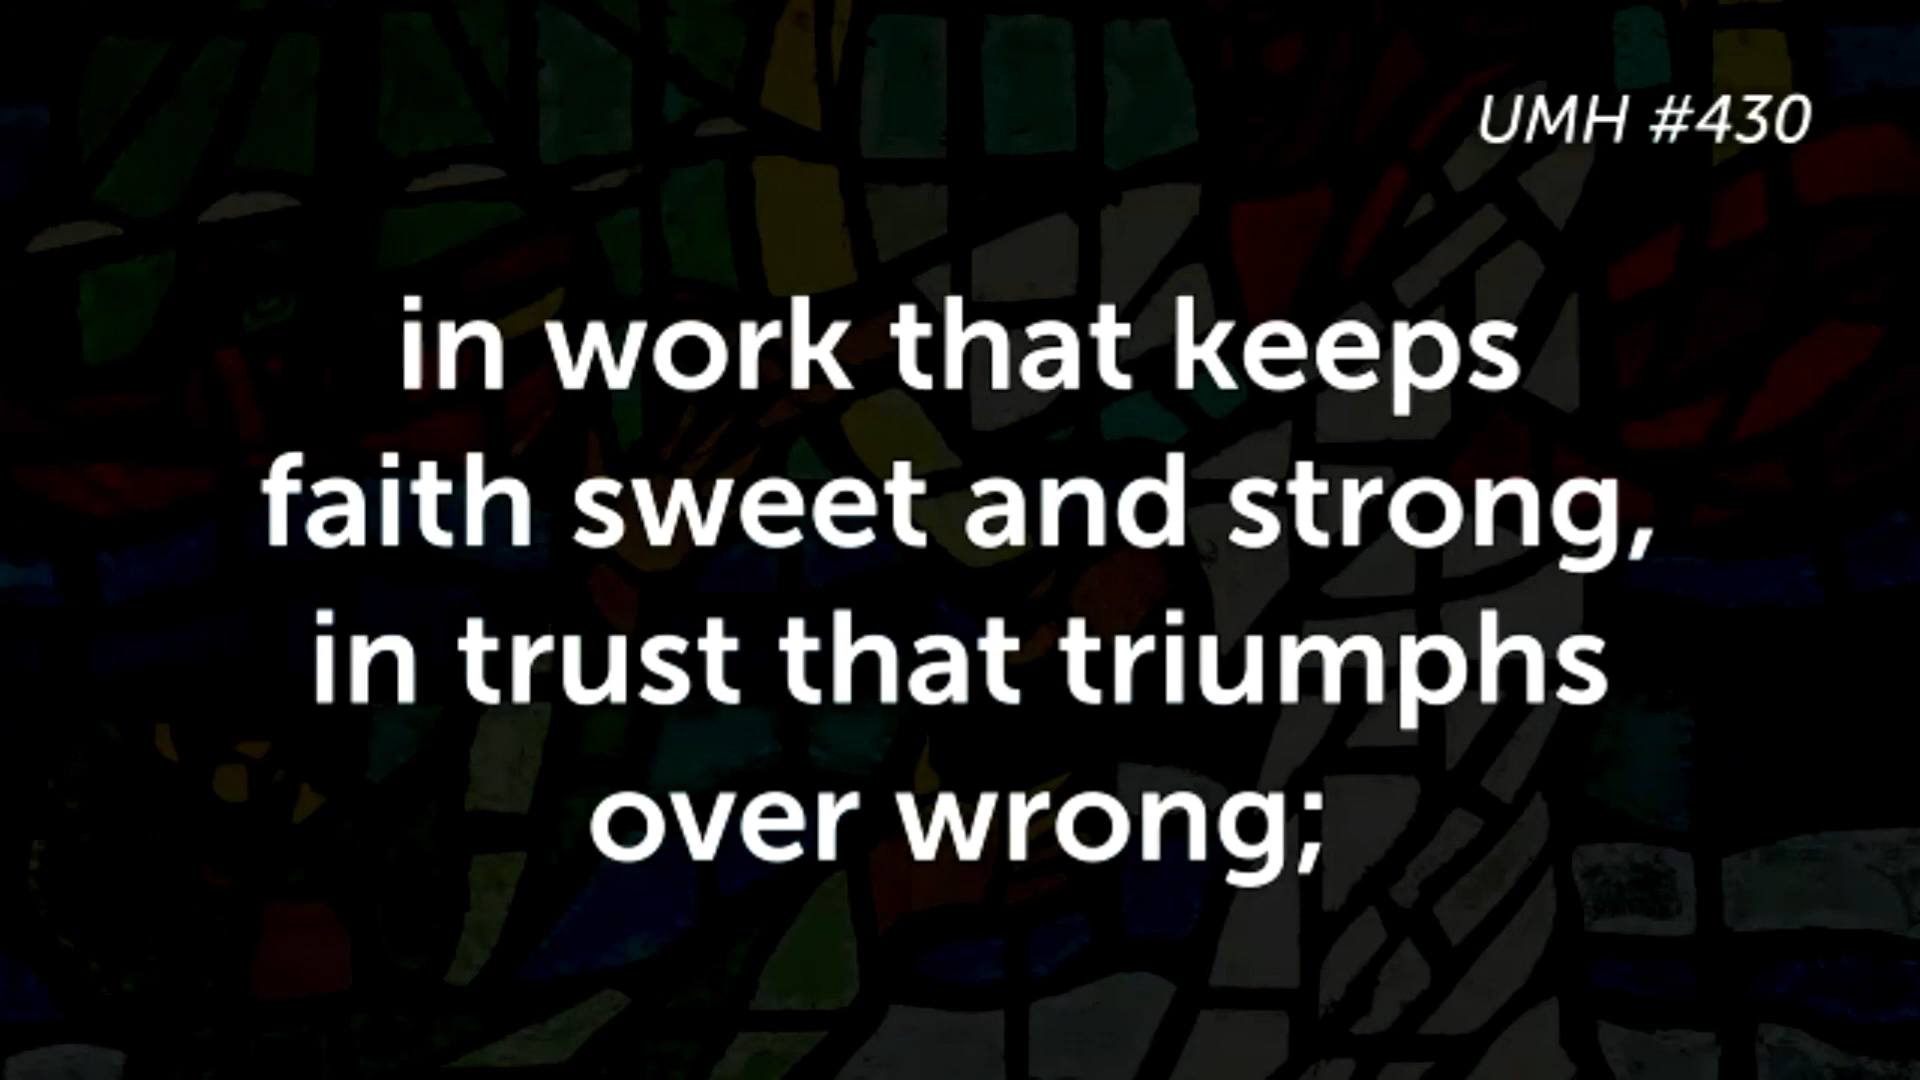 UMH #430
in work that keeps
faith sweet and strong,
in trust that triumphs
over wrong;